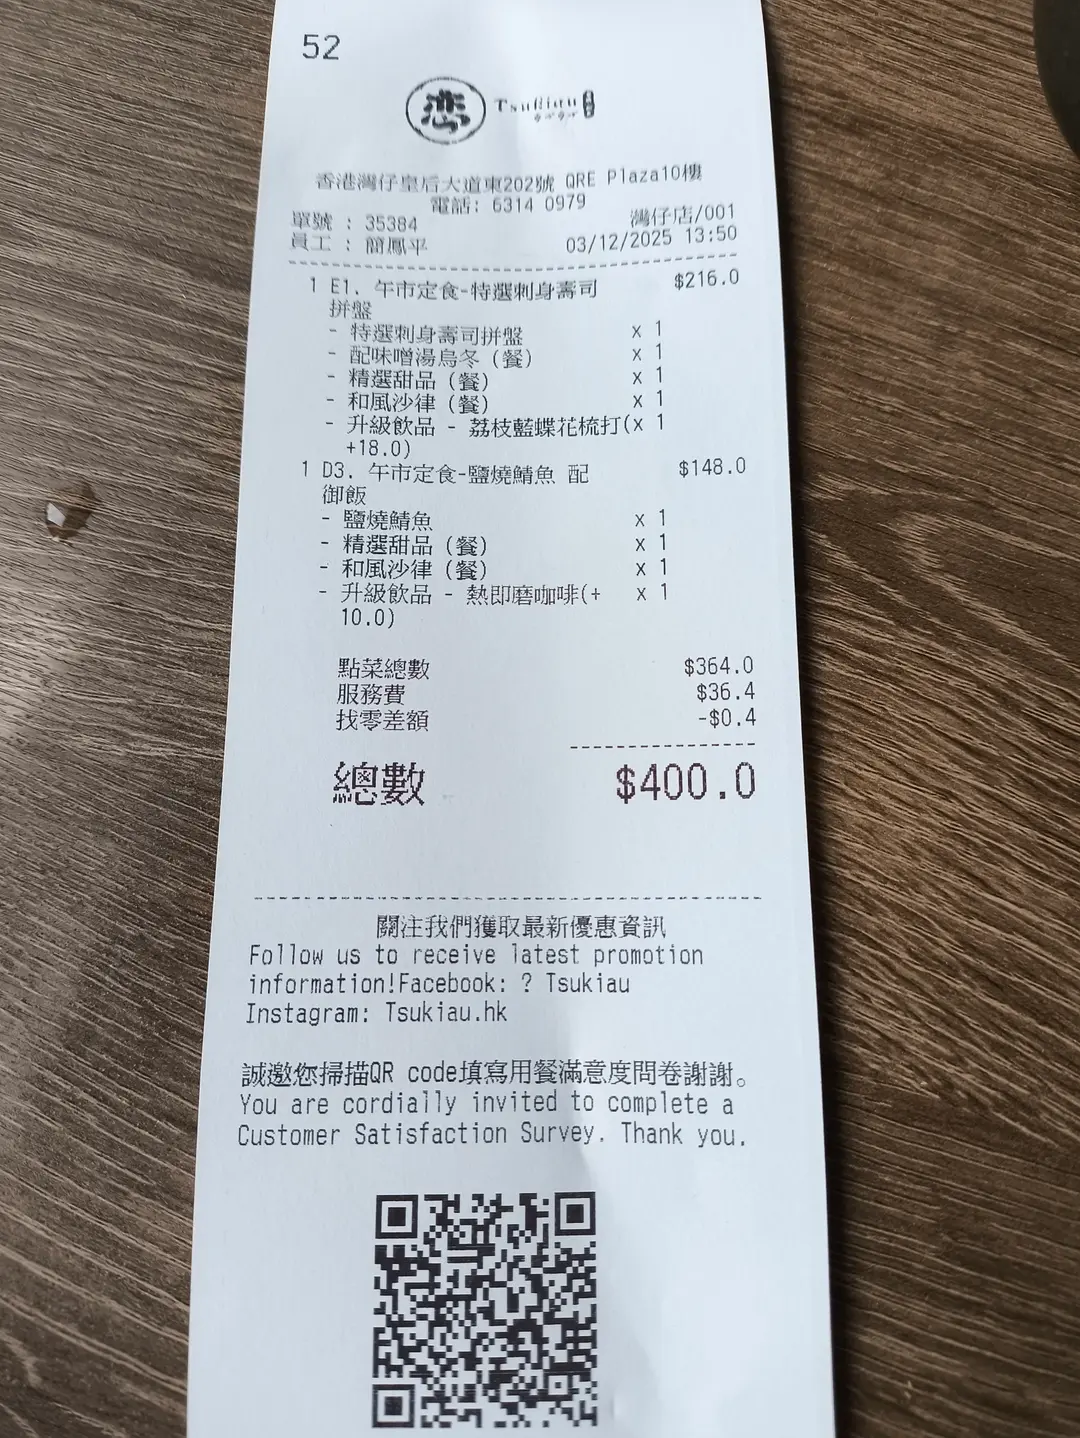 52
恋 Tsukiau
香港灣仔皇后大道東202號 QRE Plaza10樓
電話: 6314 0979
單號 : 35384 灣仔店/001
員工 : 簡鳳平 03/12/2025 13:50
1 E1. 午市定食-特選刺身壽司 $216.0
拼盤
- 特選刺身壽司拼盤 x 1
- 配味噌湯烏冬 (餐) x 1
- 精選甜品 (餐) x 1
- 和風沙律 (餐) x 1
- 升級飲品 - 荔枝藍蝶花梳打( x 1
+18.0)
1 D3. 午市定食-鹽燒鯖魚 配 $148.0
御飯
- 鹽燒鯖魚 x 1
- 精選甜品 (餐) x 1
- 和風沙律 (餐) x 1
- 升級飲品 - 熱即磨咖啡(+ x 1
10.0)
點菜總數 $364.0
服務費 $36.4
找零差額 -$0.4
總數 $400.0
關注我們獲取最新優惠資訊
Follow us to receive latest promotion
information!Facebook: ? Tsukiau
Instagram: Tsukiau.hk
誠邀您掃描QR code填寫用餐滿意度問卷謝謝。
You are cordially invited to complete a
Customer Satisfaction Survey. Thank you.